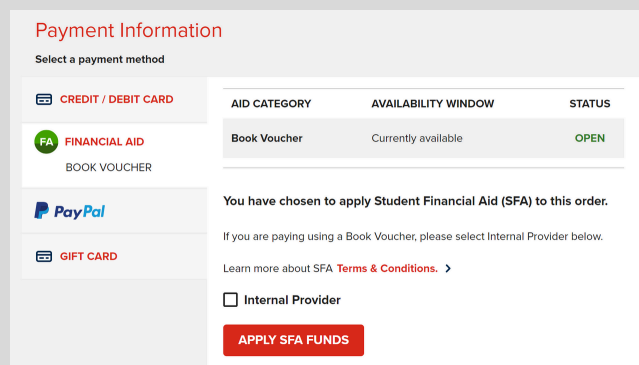 Payment Information
Select a payment method
CREDIT / DEBIT CARD
FA FINANCIAL AID
BOOK VOUCHER
PayPal
GIFT CARD
AID CATEGORY AVAILABILITY WINDOW STATUS
Book Voucher Currently available OPEN
You have chosen to apply Student Financial Aid (SFA) to this order.
If you are paying using a Book Voucher, please select Internal Provider below.
Learn more about SFA Terms & Conditions.
Internal Provider
APPLY SFA FUNDS